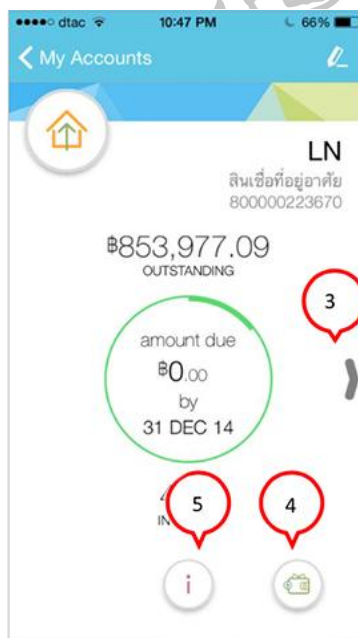 dtac 10:47 PM 66%
My Accounts
LN
สินเชื่อที่อยู่อาศัย
800000223670
฿853,977.09
OUTSTANDING
3
amount due
฿0.00
by
31 DEC 14
5
4
i